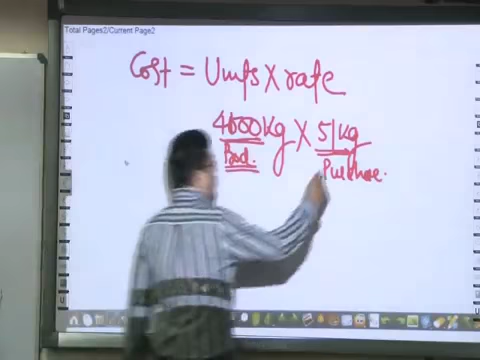 Total Pages2/Current Page2
Cost = Units X rate
4000Kg X 5/kg
Prod. Purchase.